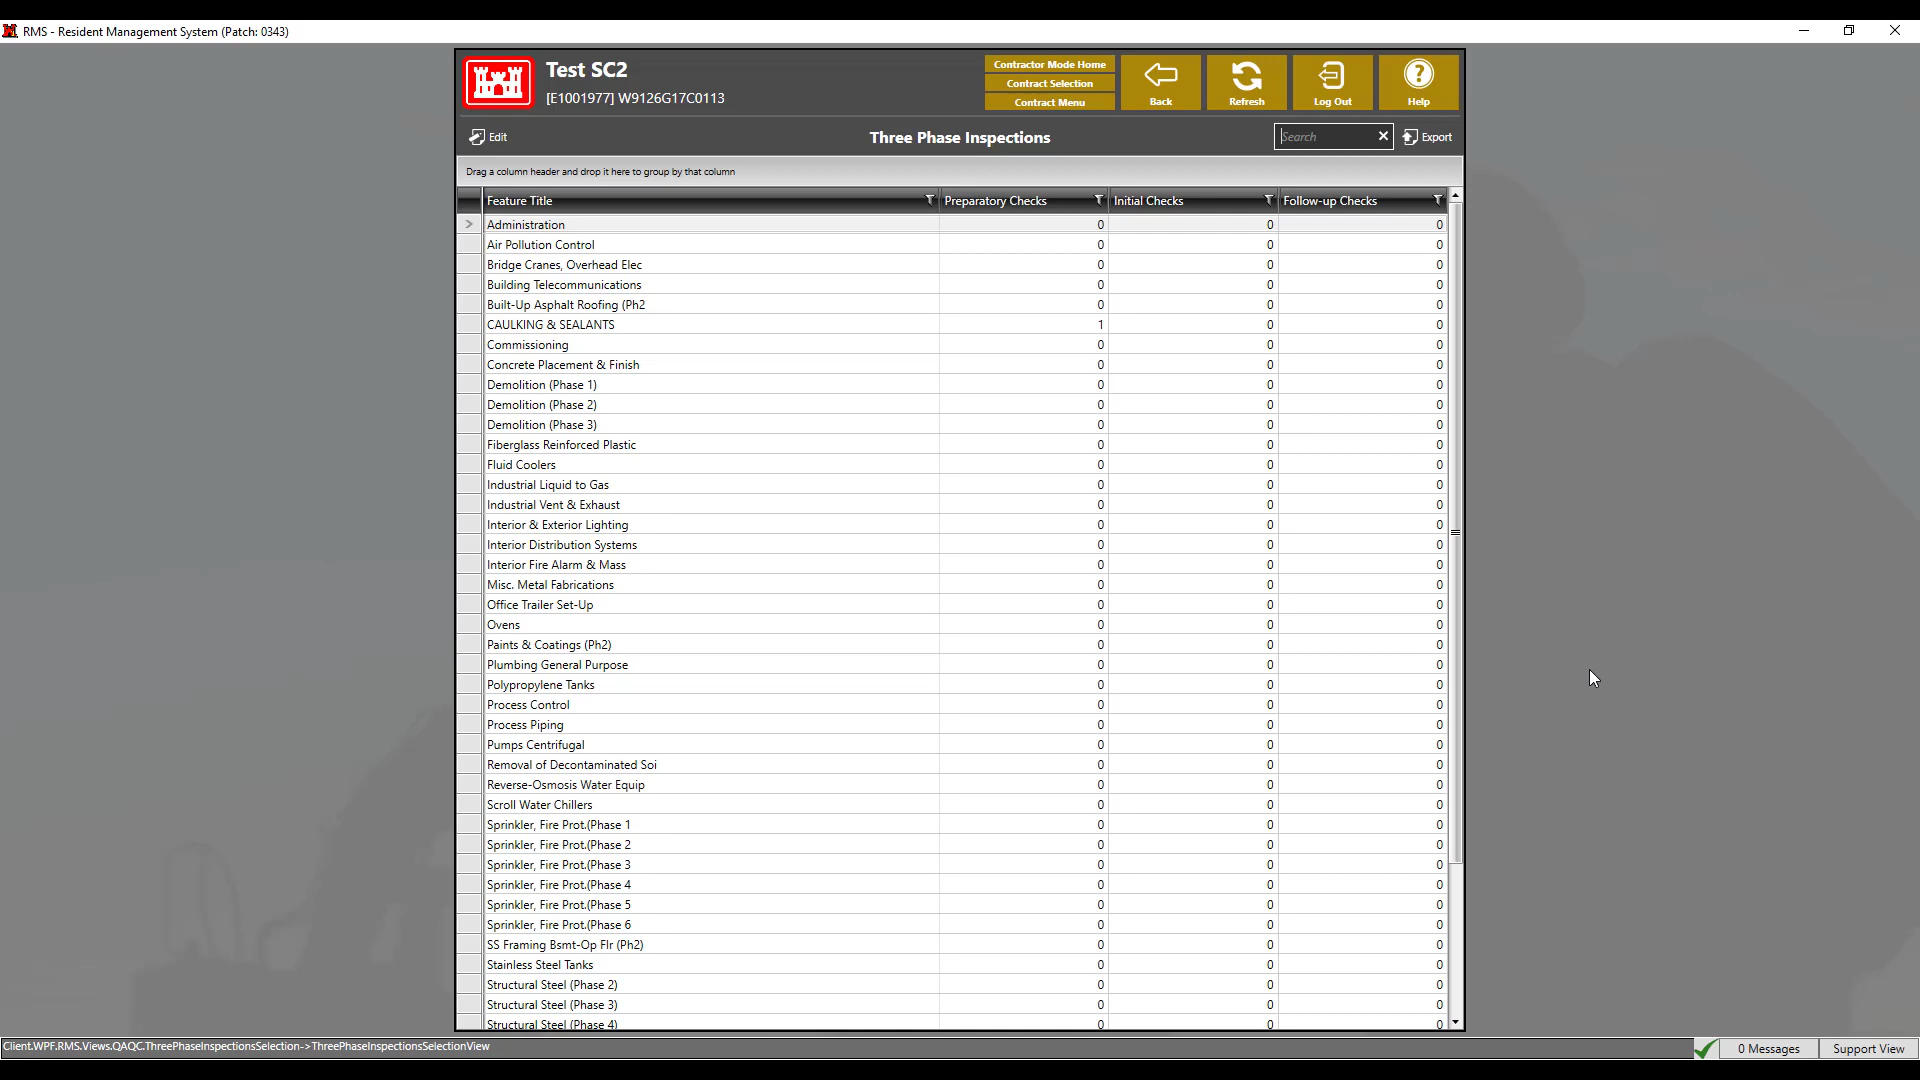 RMS - Resident Management System (Patch: 0343)
Test SC2
[E1001977] W9126G17C0113
Contractor Mode Home
Contract Selection
Contract Menu
Back
Refresh
Log Out
Help
Edit
Three Phase Inspections
Search
Export
Drag a column header and drop it here to group by that column
Feature Title Preparatory Checks Initial Checks Follow-up Checks
Administration 0 0 0
Air Pollution Control 0 0 0
Bridge Cranes, Overhead Elec 0 0 0
Building Telecommunications 0 0 0
Built-Up Asphalt Roofing (Ph2 0 0 0
CAULKING & SEALANTS 1 0 0
Commissioning 0 0 0
Concrete Placement & Finish 0 0 0
Demolition (Phase 1) 0 0 0
Demolition (Phase 2) 0 0 0
Demolition (Phase 3) 0 0 0
Fiberglass Reinforced Plastic 0 0 0
Fluid Coolers 0 0 0
Industrial Liquid to Gas 0 0 0
Industrial Vent & Exhaust 0 0 0
Interior & Exterior Lighting 0 0 0
Interior Distribution Systems 0 0 0
Interior Fire Alarm & Mass 0 0 0
Misc. Metal Fabrications 0 0 0
Office Trailer Set-Up 0 0 0
Ovens 0 0 0
Paints & Coatings (Ph2) 0 0 0
Plumbing General Purpose 0 0 0
Polypropylene Tanks 0 0 0
Process Control 0 0 0
Process Piping 0 0 0
Pumps Centrifugal 0 0 0
Removal of Decontaminated Soi 0 0 0
Reverse-Osmosis Water Equip 0 0 0
Scroll Water Chillers 0 0 0
Sprinkler, Fire Prot.(Phase 1 0 0 0
Sprinkler, Fire Prot.(Phase 2 0 0 0
Sprinkler, Fire Prot.(Phase 3 0 0 0
Sprinkler, Fire Prot.(Phase 4 0 0 0
Sprinkler, Fire Prot.(Phase 5 0 0 0
Sprinkler, Fire Prot.(Phase 6 0 0 0
SS Framing Bsmt-Op Flr (Ph2) 0 0 0
Stainless Steel Tanks 0 0 0
Structural Steel (Phase 2) 0 0 0
Structural Steel (Phase 3) 0 0 0
Structural Steel (Phase 4) 0 0 0
Client.WPF.RMS.Views.QAQC.ThreePhaseInspectionsSelection->ThreePhaseInspectionsSelectionView
0 Messages
Support View